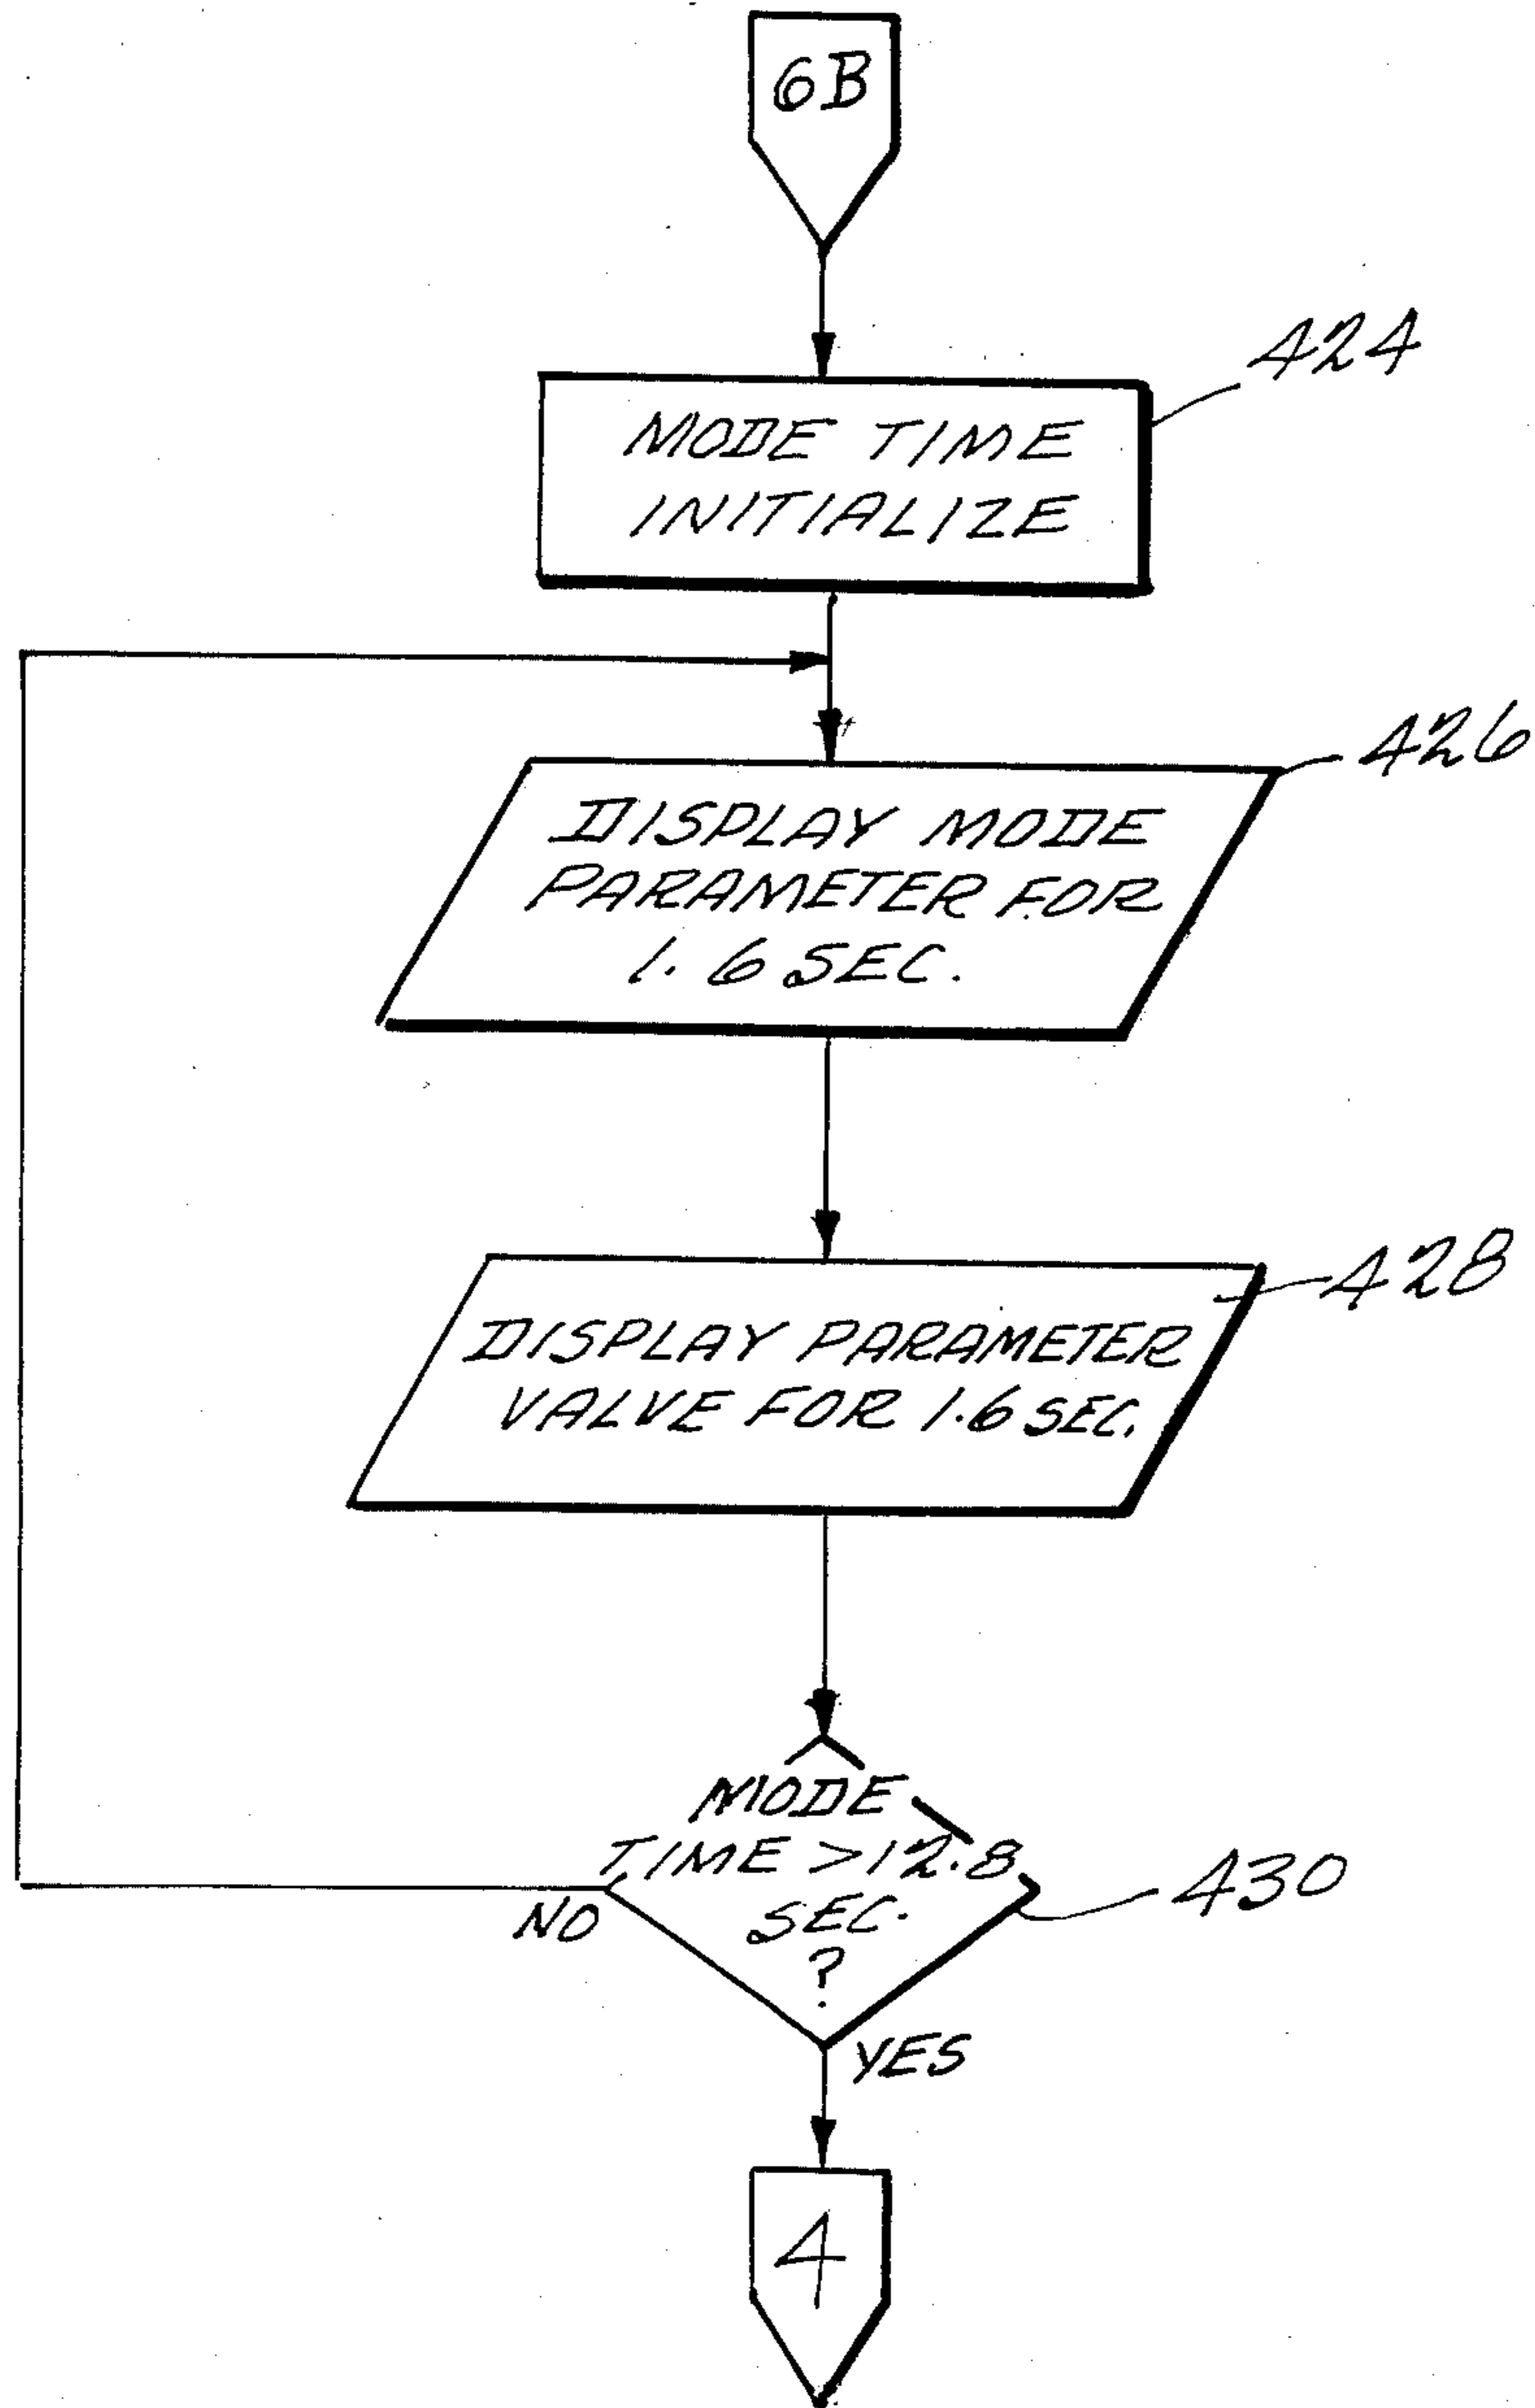 6B
424
MODE TIME
INITIALIZE
426
DISPLAY MODE
PARAMETER FOR
1.6 SEC.
428
DISPLAY PARAMETER
VALVE FOR 1.6 SEC.
MODE
TIME > 12.8
SEC.
?
430
NO
YES
4